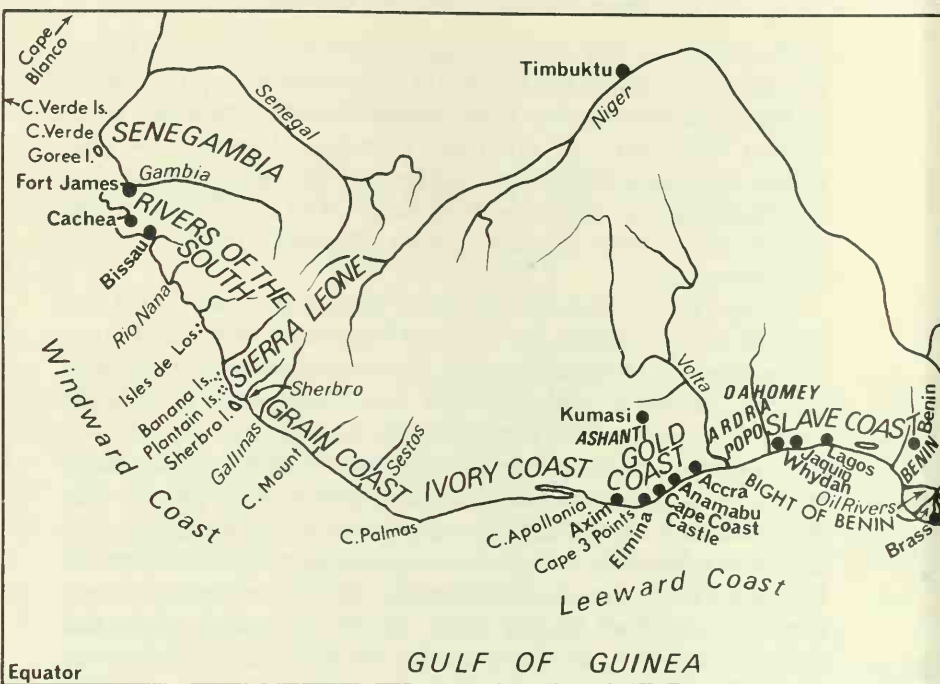 Cape
Blanco
C.Verde Is.
C.Verde
Goree I.
SENEGAMBIA
Senegal
Gambia
Fort James
Cachea
Bissau
RIVERS OF THE
SOUTH
Rio Nana
Isles de Los
SIERRA LEONE
Banana Is.
Plantain Is.
Sherbro I.
Sherbro
Gallinas
C. Mount
GRAIN COAST
Sestos
Windward Coast
C.Palmas
IVORY COAST
Timbuktu
Niger
Kumasi
ASHANTI
GOLD
COAST
Volta
C.Apollonia
Axim
Cape 3 Points
Elmina
Accra
Anamabu
Cape Coast
Castle
Leeward Coast
DAHOMEY
ARDRA
POPO
SLAVE COAST
Lagos
Jaquin
Whydah
BIGHT
OF BENIN
Benin
BENIN
Oil Rivers
Brass
Equator
GULF OF GUINEA